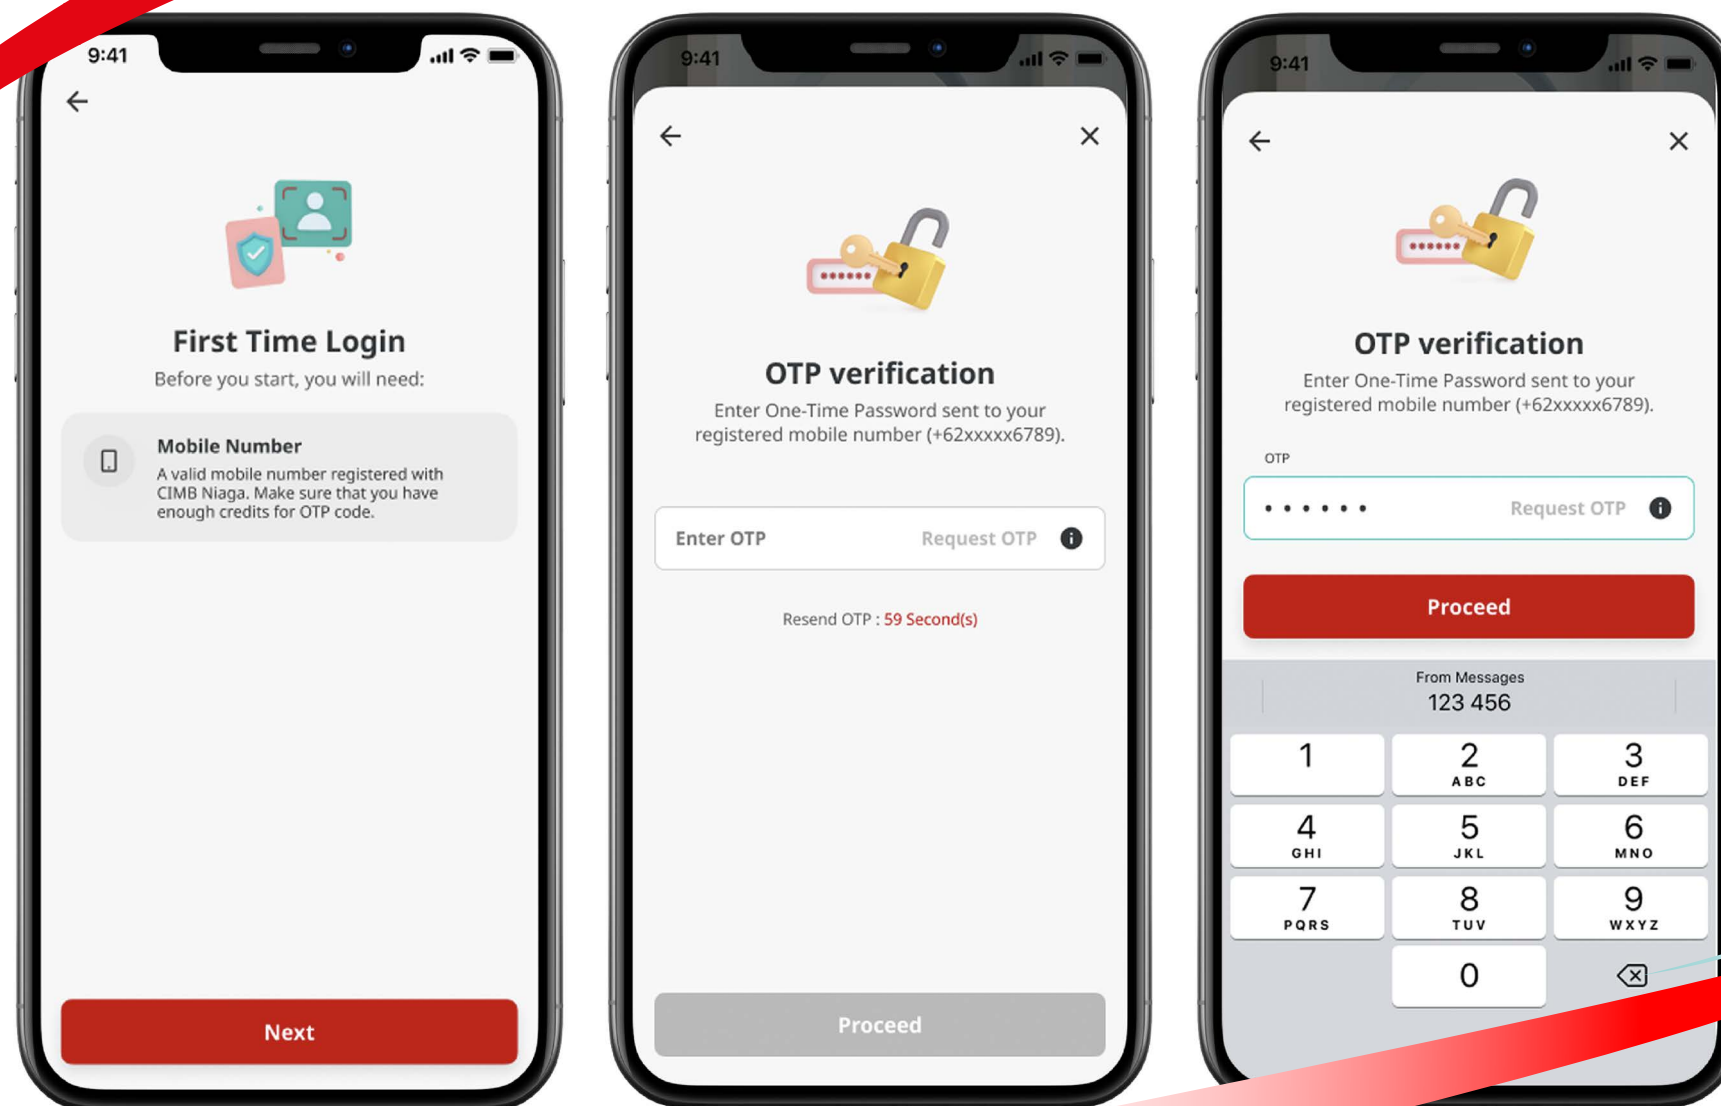 9:41
First Time Login
Before you start, you will need:
Mobile Number
A valid mobile number registered with
CIMB Niaga. Make sure that you have
enough credits for OTP code.
Next
9:41
OTP verification
Enter One-Time Password sent to your
registered mobile number (+62xxxxx6789).
Enter OTP Request OTP
Resend OTP : 59 Second(s)
Proceed
9:41
OTP verification
Enter One-Time Password sent to your
registered mobile number (+62xxxxx6789).
OTP
•••••• Request OTP
Proceed
From Messages
123 456
1 2 3
ABC DEF
4 5 6
GHI JKL MNO
7 8 9
PQRS TUV WXYZ
0